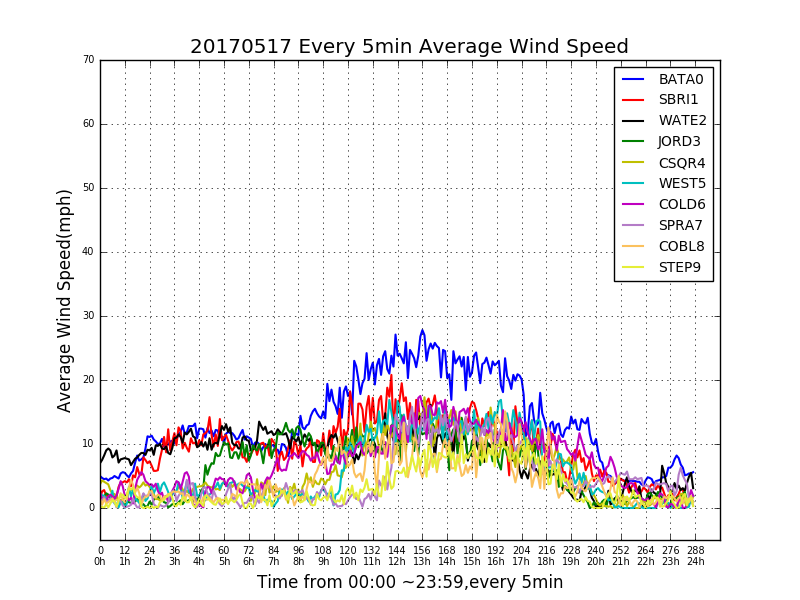 20170517 Every 5min Average Wind Speed
70
60
50
40
30
20
10
0
Average Wind Speed(mph)
BATA0
SBRI1
WATE2
JORD3
CSQR4
WEST5
COLD6
SPRA7
COBL8
STEP9
0 12 24 36 48 60 72 84 96 108 120 132 144 156 168 180 192 204 216 228 240 252 264 276 288
0h 1h 2h 3h 4h 5h 6h 7h 8h 9h 10h 11h 12h 13h 14h 15h 16h 17h 18h 19h 20h 21h 22h 23h 24h
Time from 00:00 ~23:59,every 5min